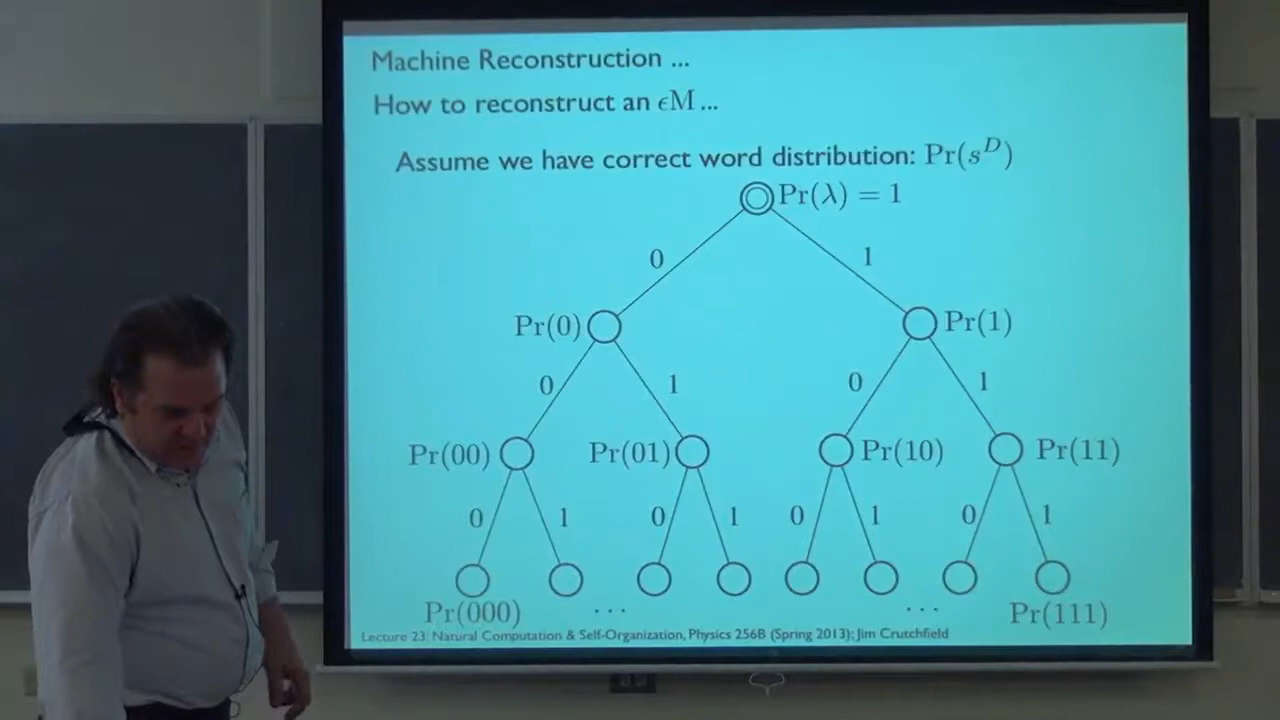 Machine Reconstruction ...
How to reconstruct an ϵM ...
Assume we have correct word distribution: Pr(s^D)
Pr(λ) = 1
0 1
Pr(0) Pr(1)
0 1 0 1
Pr(00) Pr(01) Pr(10) Pr(11)
0 1 0 1 0 1 0 1
Pr(000) ... ... Pr(111)
Lecture 23: Natural Computation & Self-Organization, Physics 256B (Spring 2013); Jim Crutchfield